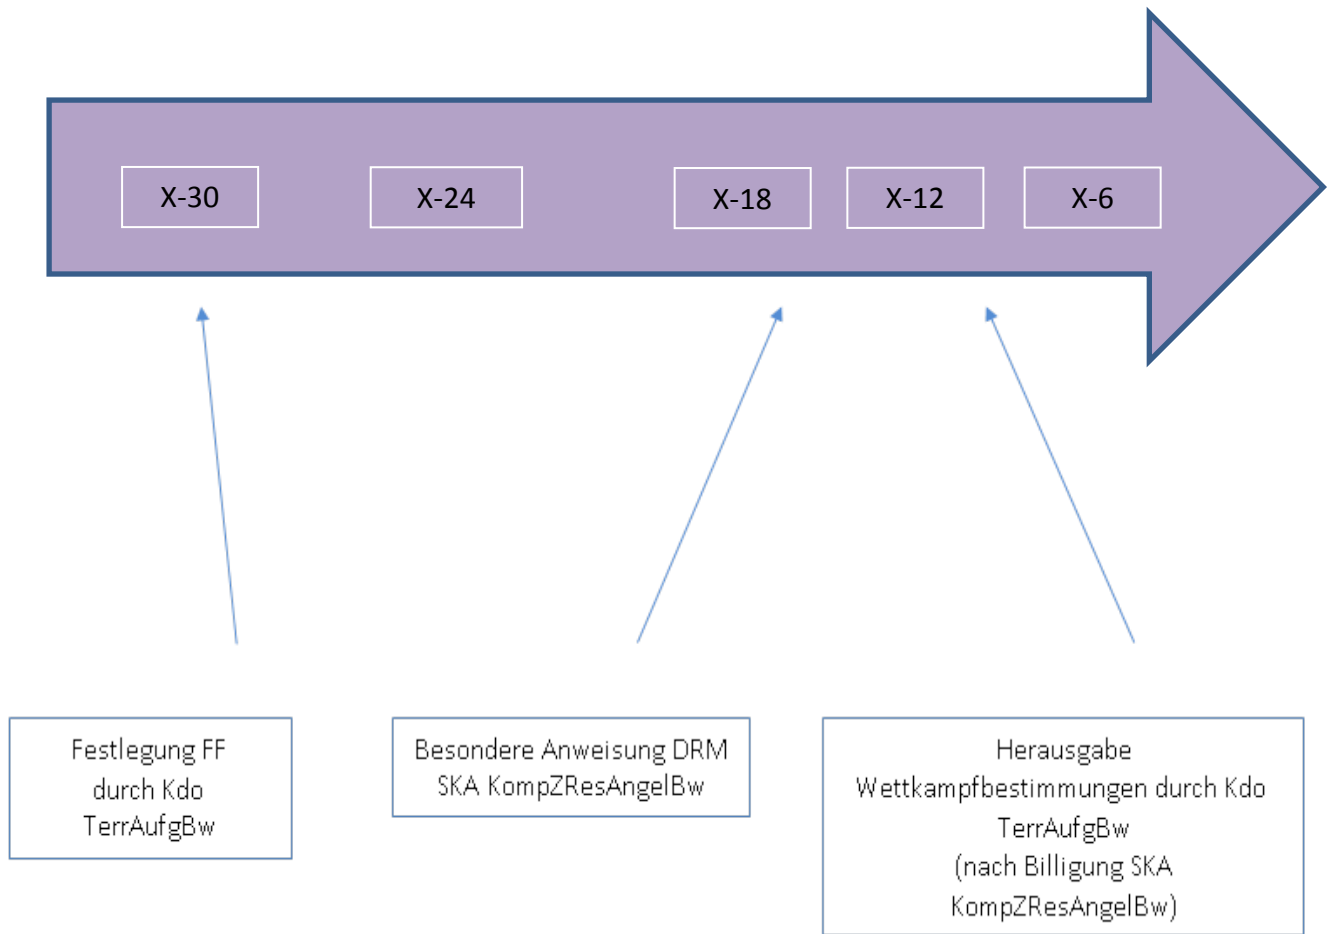 X-30
X-24
X-18
X-12
X-6
Festlegung FF
durch Kdo
TerrAufgBw
Besondere Anweisung DRM
SKA KompZResAngelBw
Herausgabe
Wettkampfbestimmungen durch Kdo
TerrAufgBw
(nach Billigung SKA
KompZResAngelBw)